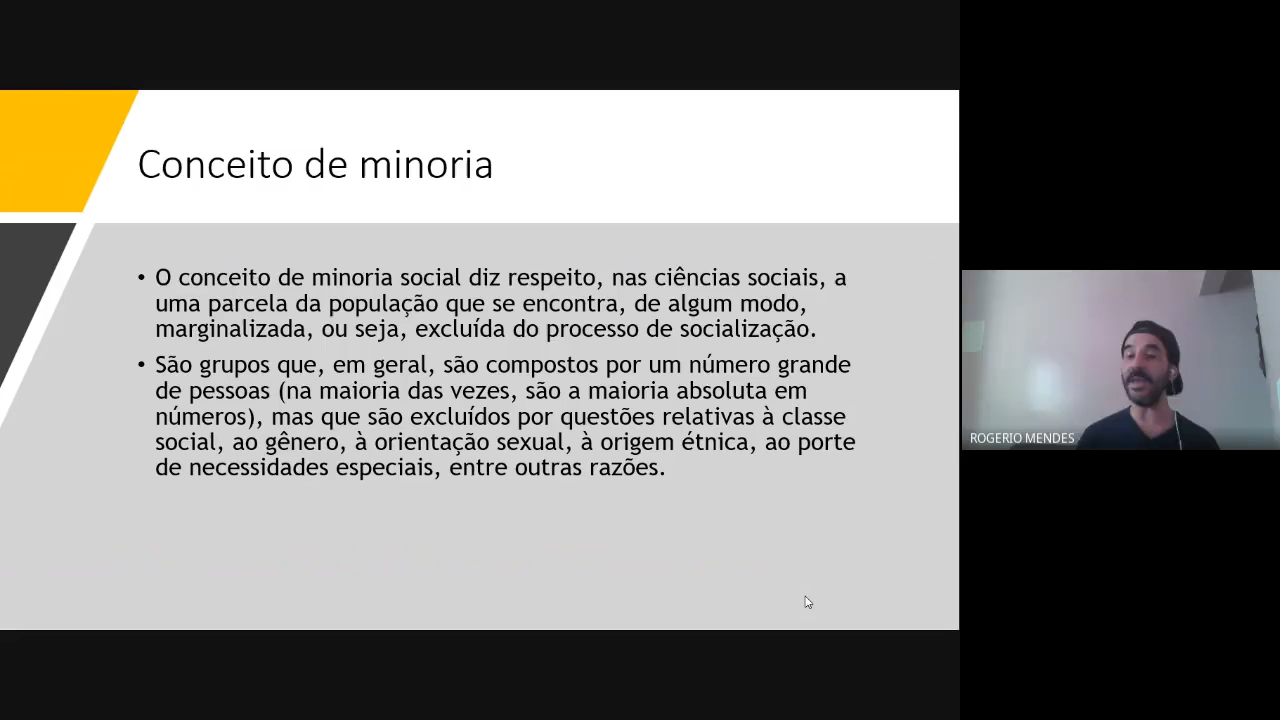 Conceito de minoria
• O conceito de minoria social diz respeito, nas ciências sociais, a
uma parcela da população que se encontra, de algum modo,
marginalizada, ou seja, excluída do processo de socialização.
• São grupos que, em geral, são compostos por um número grande
de pessoas (na maioria das vezes, são a maioria absoluta em
números), mas que são excluídos por questões relativas à classe
social, ao gênero, à orientação sexual, à origem étnica, ao porte
de necessidades especiais, entre outras razões.
ROGERIO MENDES